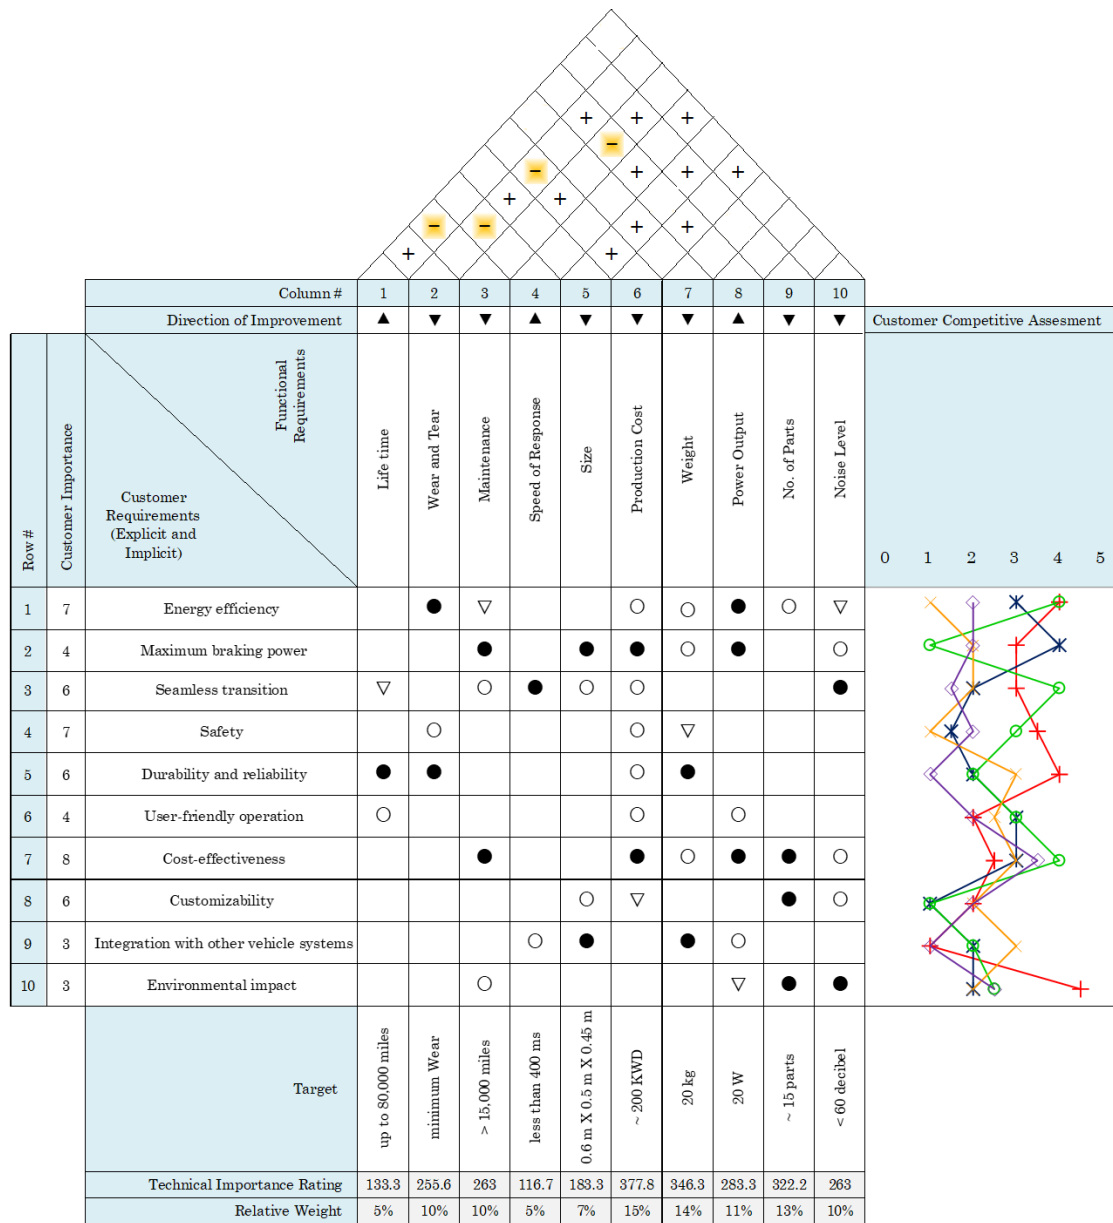 + + +
−
− + + +
+ +
− − + +
+ +
Column # 1 2 3 4 5 6 7 8 9 10
Direction of Improvement ▲ ▼ ▼ ▲ ▼ ▼ ▼ ▲ ▼ ▼ Customer Competitive Assesment
Row #
Customer Importance
Functional
Requirements
Customer
Requirements
(Explicit and
Implicit)
Life time
Wear and Tear
Maintenance
Speed of Response
Size
Production Cost
Weight
Power Output
No. of Parts
Noise Level
0 1 2 3 4 5
1 7 Energy efficiency ● ▽ ○ ○ ● ○ ▽
2 4 Maximum braking power ● ● ● ○ ● ○
3 6 Seamless transition ▽ ○ ● ○ ○ ●
4 7 Safety ○ ○ ▽
5 6 Durability and reliability ● ● ○ ●
6 4 User-friendly operation ○ ○ ○
7 8 Cost-effectiveness ● ● ○ ● ● ○
8 6 Customizability ○ ▽ ● ○
9 3 Integration with other vehicle systems ○ ● ● ○
10 3 Environmental impact ○ ▽ ● ●
Target
up to 80,000 miles
minimum Wear
> 15,000 miles
less than 400 ms
0.6 m X 0.5 m X 0.45 m
~ 200 KWD
20 kg
20 W
~ 15 parts
< 60 decibel
Technical Importance Rating 133.3 255.6 263 116.7 183.3 377.8 346.3 283.3 322.2 263
Relative Weight 5% 10% 10% 5% 7% 15% 14% 11% 13% 10%